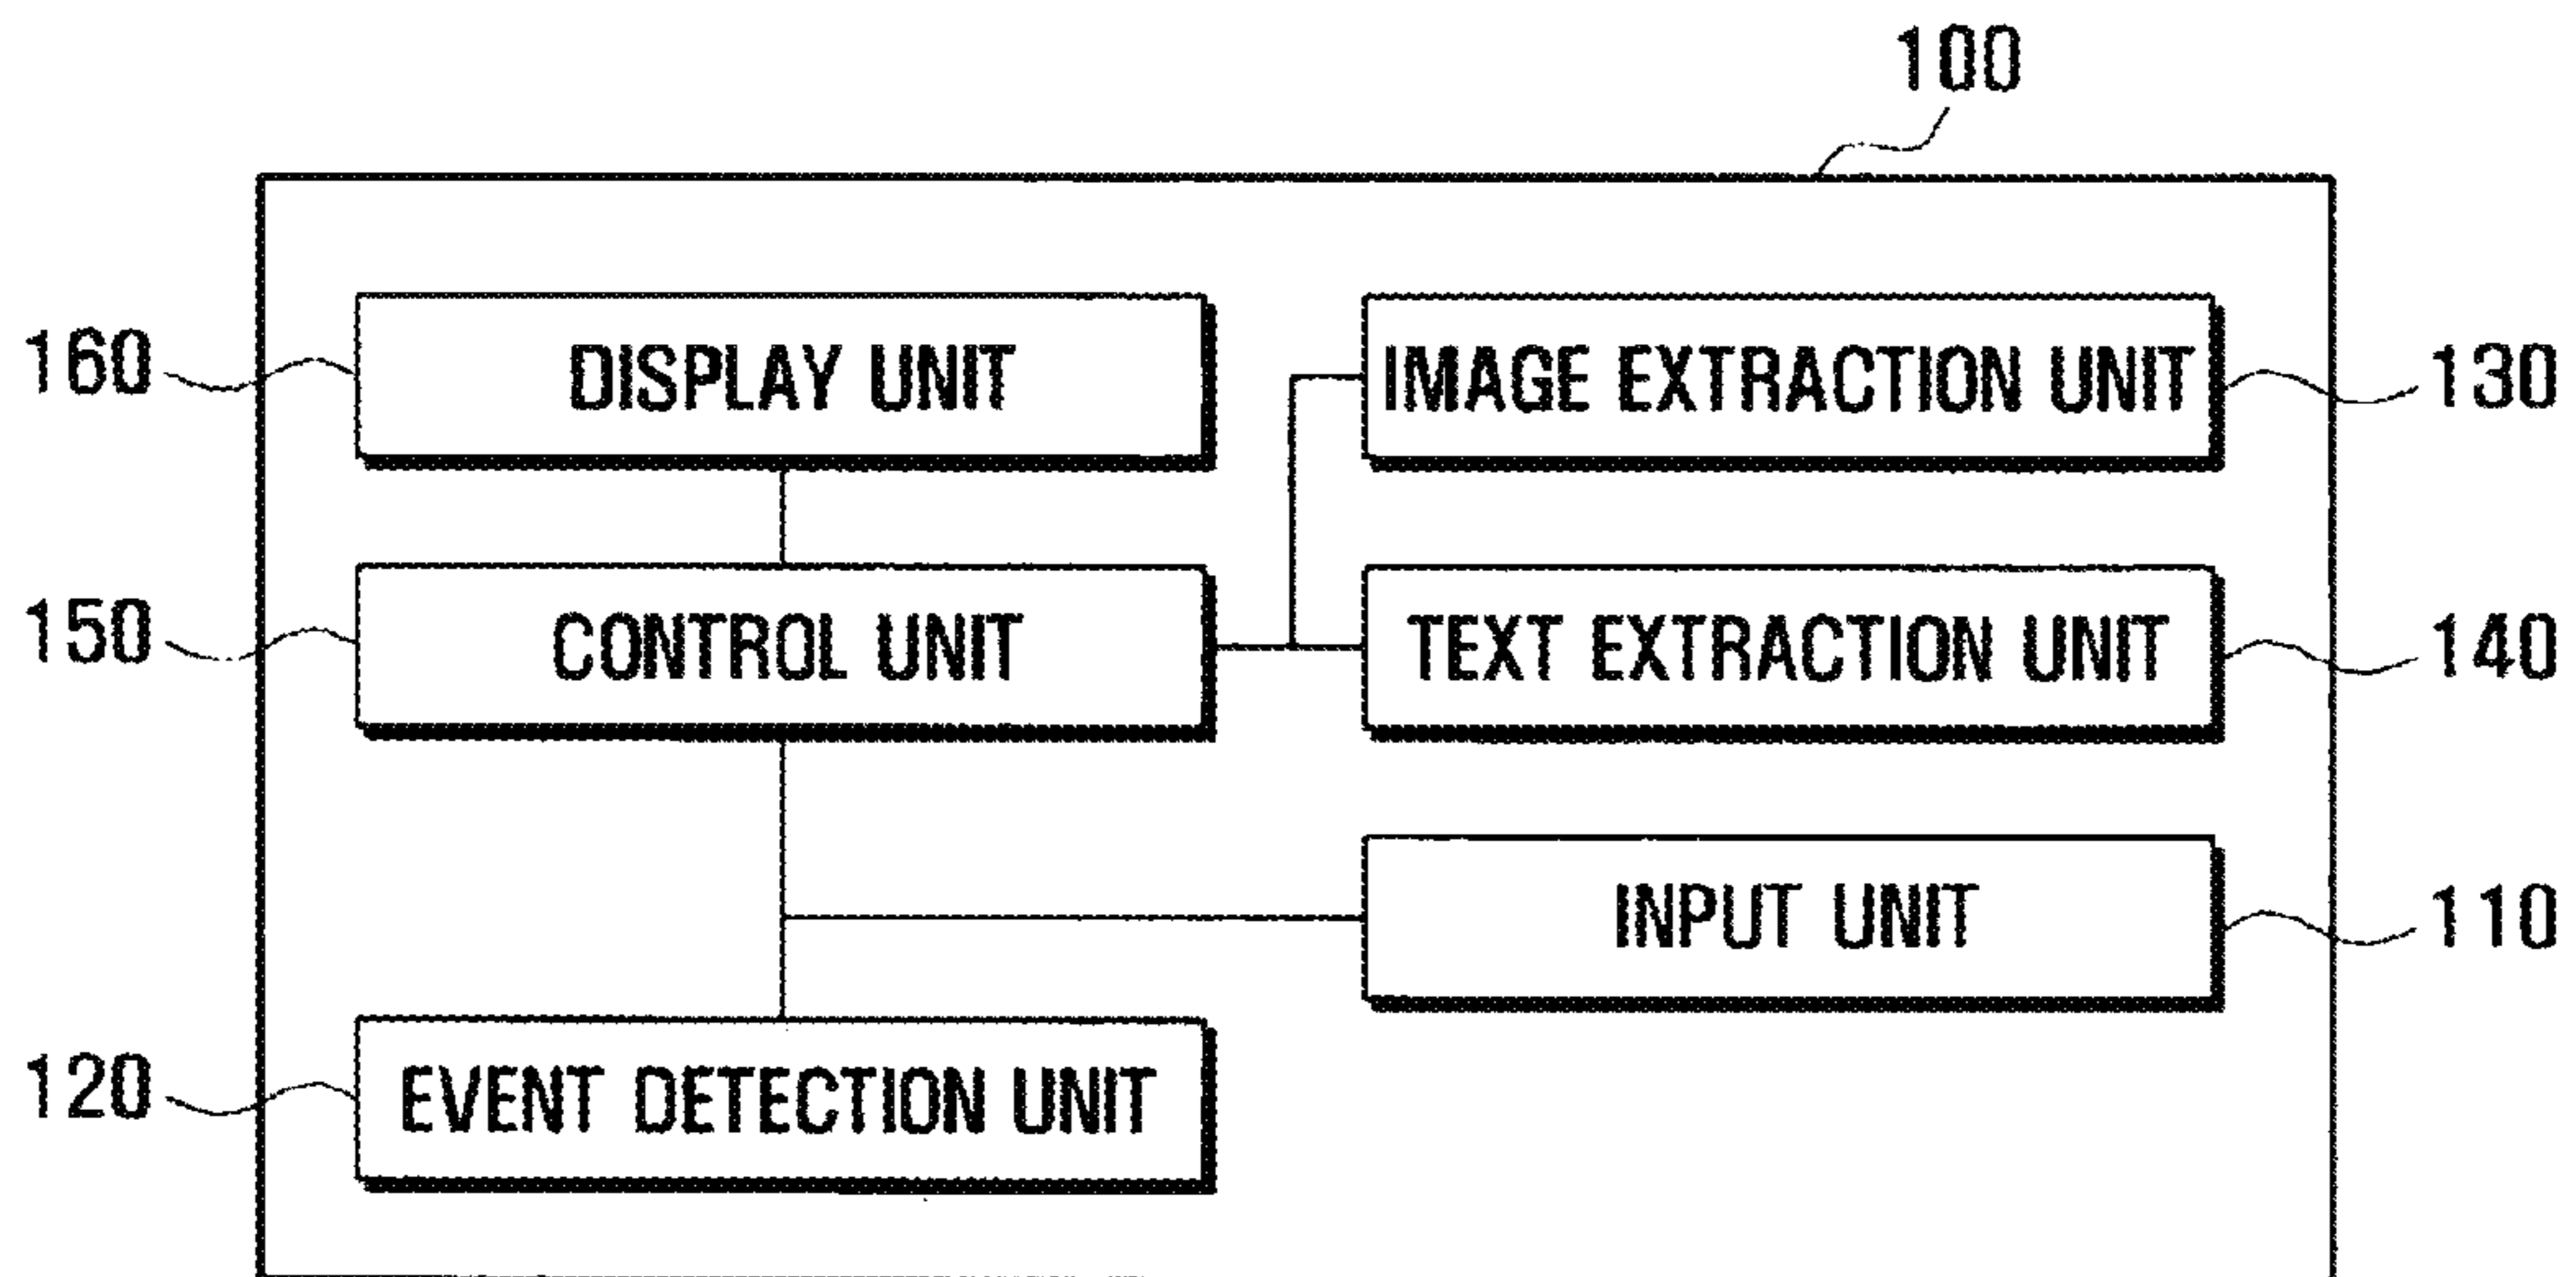 100
160 DISPLAY UNIT IMAGE EXTRACTION UNIT 130
150 CONTROL UNIT TEXT EXTRACTION UNIT 140
INPUT UNIT 110
120 EVENT DETECTION UNIT